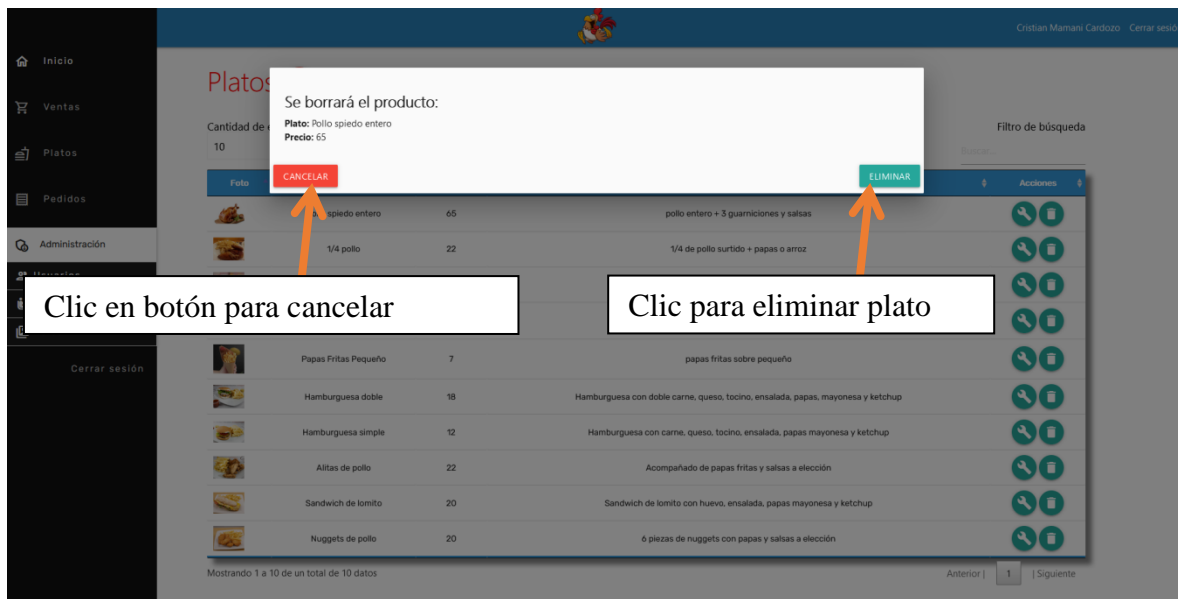 Cristian Mamani Cardozo Cerrar sesió
Inicio
Ventas
Platos
Pedidos
Administración
Cerrar sesión
Platos
Se borrará el producto:
Plato: Pollo spiedo entero
Precio: 65
CANCELAR ELIMINAR
Cantidad de
10
Filtro de búsqueda
Buscar...
Foto Acciones
spiedo entero 65 pollo entero + 3 guarniciones y salsas
1/4 pollo 22 1/4 de pollo surtido + papas o arroz
Clic en botón para cancelar
Clic para eliminar plato
Papas Fritas Pequeño 7 papas fritas sobre pequeño
Hamburguesa doble 18 Hamburguesa con doble carne, queso, tocino, ensalada, papas, mayonesa y ketchup
Hamburguesa simple 12 Hamburguesa con carne, queso, tocino, ensalada, papas mayonesa y ketchup
Alitas de pollo 22 Acompañado de papas fritas y salsas a elección
Sandwich de lomito 20 Sandwich de lomito con huevo, ensalada, papas mayonesa y ketchup
Nuggets de pollo 20 6 piezas de nuggets con papas y salsas a elección
Mostrando 1 a 10 de un total de 10 datos
Anterior | 1 | Siguiente